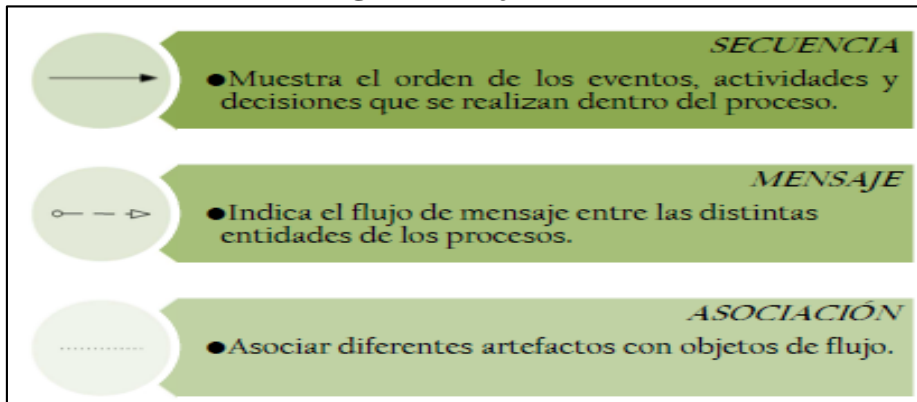 SECUENCIA
●Muestra el orden de los eventos, actividades y
decisiones que se realizan dentro del proceso.
MENSAJE
●Indica el flujo de mensaje entre las distintas
entidades de los procesos.
ASOCIACIÓN
●Asociar diferentes artefactos con objetos de flujo.